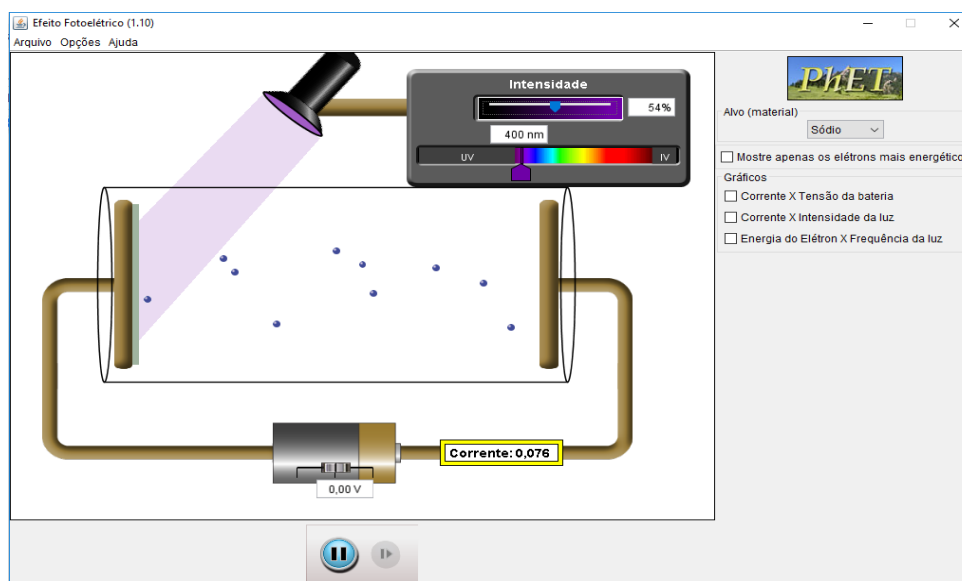 Efeito Fotoelétrico (1.10)
Arquivo Opções Ajuda
Intensidade
54%
400 nm
UV
IV
PhET
Alvo (material)
Sódio
Mostre apenas os elétrons mais energético
Gráficos
Corrente X Tensão da bateria
Corrente X Intensidade da luz
Energia do Elétron X Frequência da luz
Corrente: 0,076
0,00 V